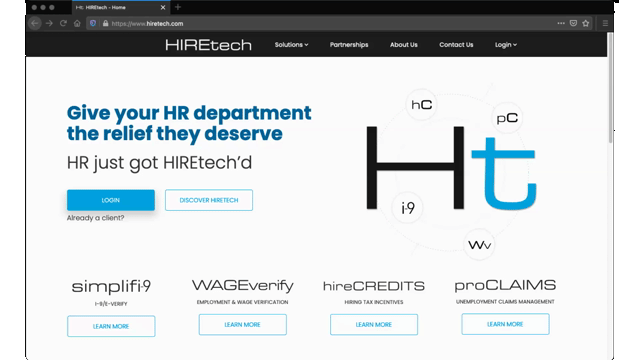 Ht. HIREtech - Home
https://www.hiretech.com
HIREtech
Solutions
Partnerships
About Us
Contact Us
Login
Give your HR department
the relief they deserve
HR just got HIREtech'd
LOGIN
DISCOVER HIRETECH
Already a client?
hC
pC
Ht
i-9
Wv
simplifi-9
WAGEverify
hireCREDITS
proCLAIMS
I-9/E-VERIFY
EMPLOYMENT & WAGE VERIFICATION
HIRING TAX INCENTIVES
UNEMPLOYMENT CLAIMS MANAGEMENT
LEARN MORE
LEARN MORE
LEARN MORE
LEARN MORE